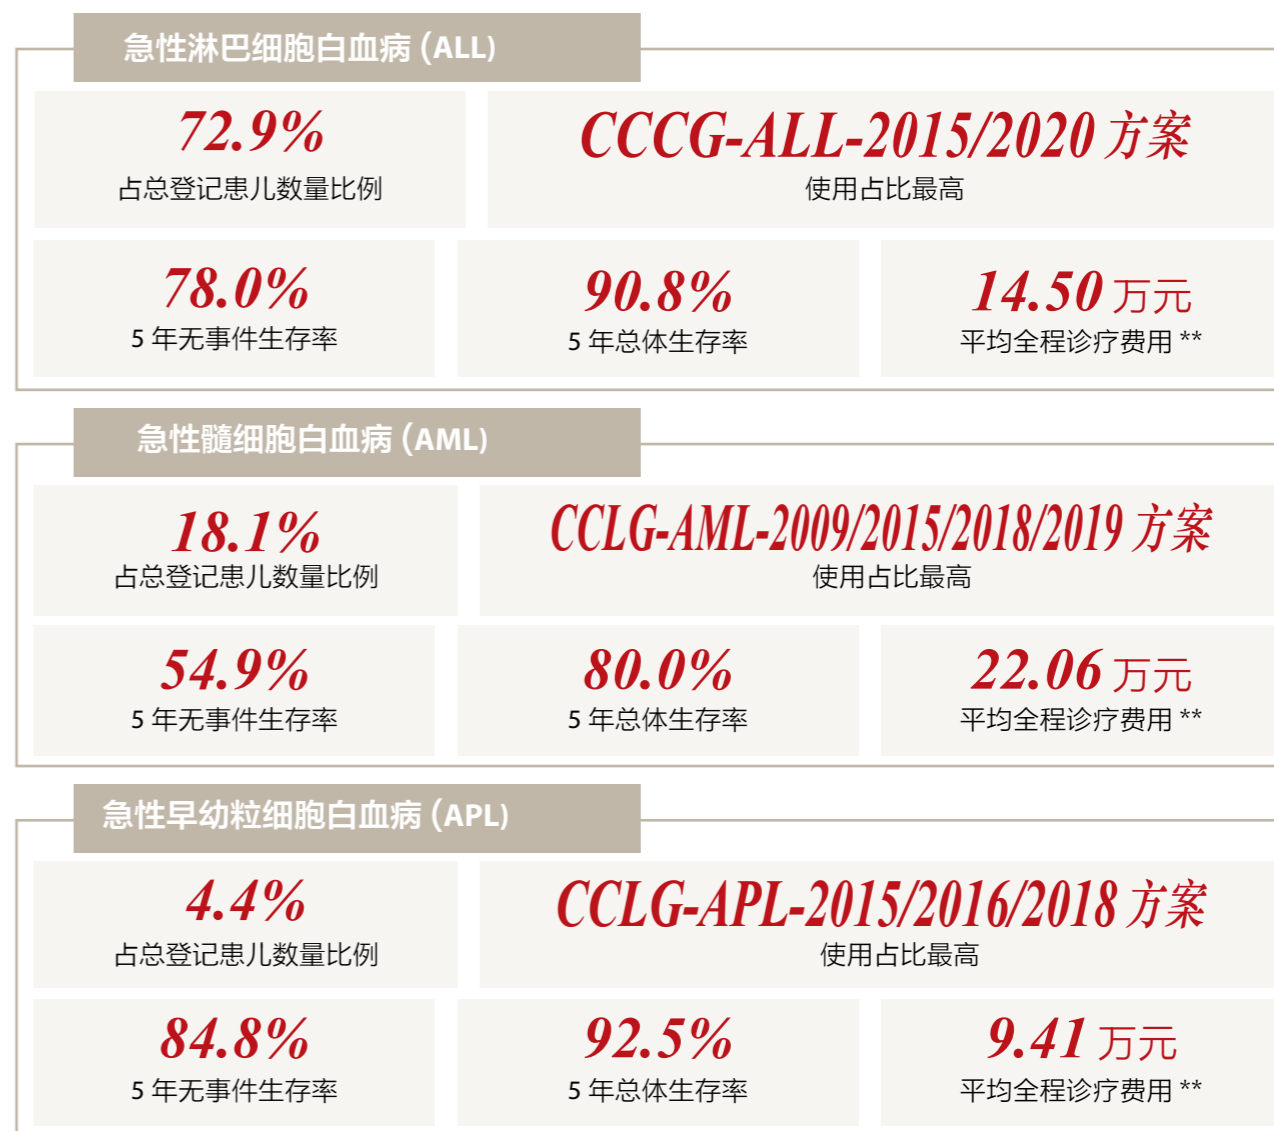 急性淋巴细胞白血病 (ALL)
72.9%
占总登记患儿数量比例
CCCG-ALL-2015/2020 方案
使用占比最高
78.0%
5 年无事件生存率
90.8%
5 年总体生存率
14.50 万元
平均全程诊疗费用 **
急性髓细胞白血病 (AML)
18.1%
占总登记患儿数量比例
CCLG-AML-2009/2015/2018/2019 方案
使用占比最高
54.9%
5 年无事件生存率
80.0%
5 年总体生存率
22.06 万元
平均全程诊疗费用 **
急性早幼粒细胞白血病 (APL)
4.4%
占总登记患儿数量比例
CCLG-APL-2015/2016/2018 方案
使用占比最高
84.8%
5 年无事件生存率
92.5%
5 年总体生存率
9.41 万元
平均全程诊疗费用 **